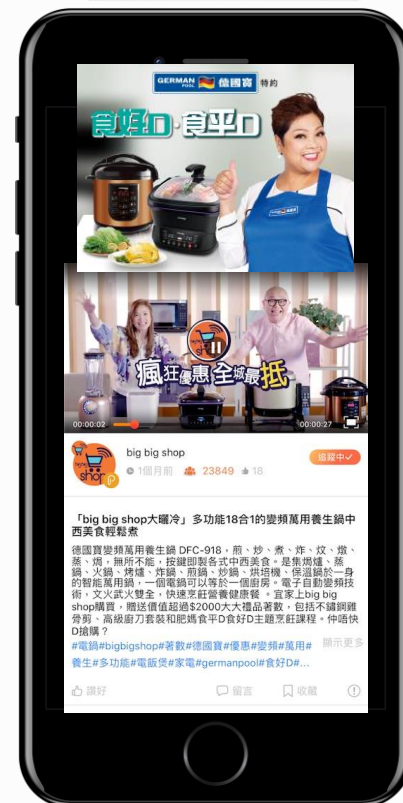 GERMAN POOL 德國寶 特約
食好D·食平D
GERMAN POOL 德國寶
big big shop
瘋狂優惠 全城最抵
00:00:02 00:00:27
big big shop
追蹤中✓
1個月前 23849 18
「big big shop大曬冷」多功能18合1的變頻萬用養生鍋中
西美食輕鬆煮
德國寶變頻萬用養生鍋 DFC-918，煎、炒、煮、炸、炆、燉、
蒸、焗，無所不能，按鍵即製各式中西美食。是集焗爐、蒸
鍋、火鍋、烤爐、炸鍋、煎鍋、炒鍋、烘培機、保溫鍋於一身
的智能萬用鍋，一個電鍋可以等於一個廚房。電子自動變頻技
術，文火武火雙全，快速烹飪營養健康餐 。宜家上big big
shop購買，贈送價值超過$2000大大禮品著數，包括不鏽鋼雞
骨剪、高級廚刀套裝和肥媽食平D食好D主題烹飪課程。仲唔快
D搶購？
#電鍋#bigbigshop#著數#德國寶#優惠#變頻#萬用# 顯示更多
養生#多功能#電飯煲#家電#germanpool#食好D#...
讚好 留言 收藏